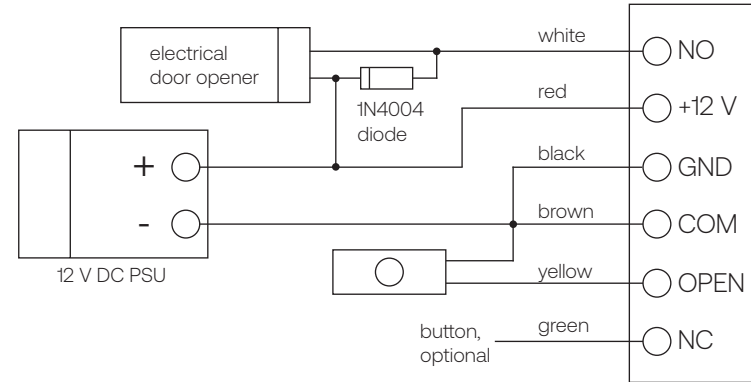 white
NO
electrical
door opener
1N4004
diode
red
+12 V
black
GND
+
-
brown
COM
12 V DC PSU
yellow
OPEN
button,
optional
green
NC